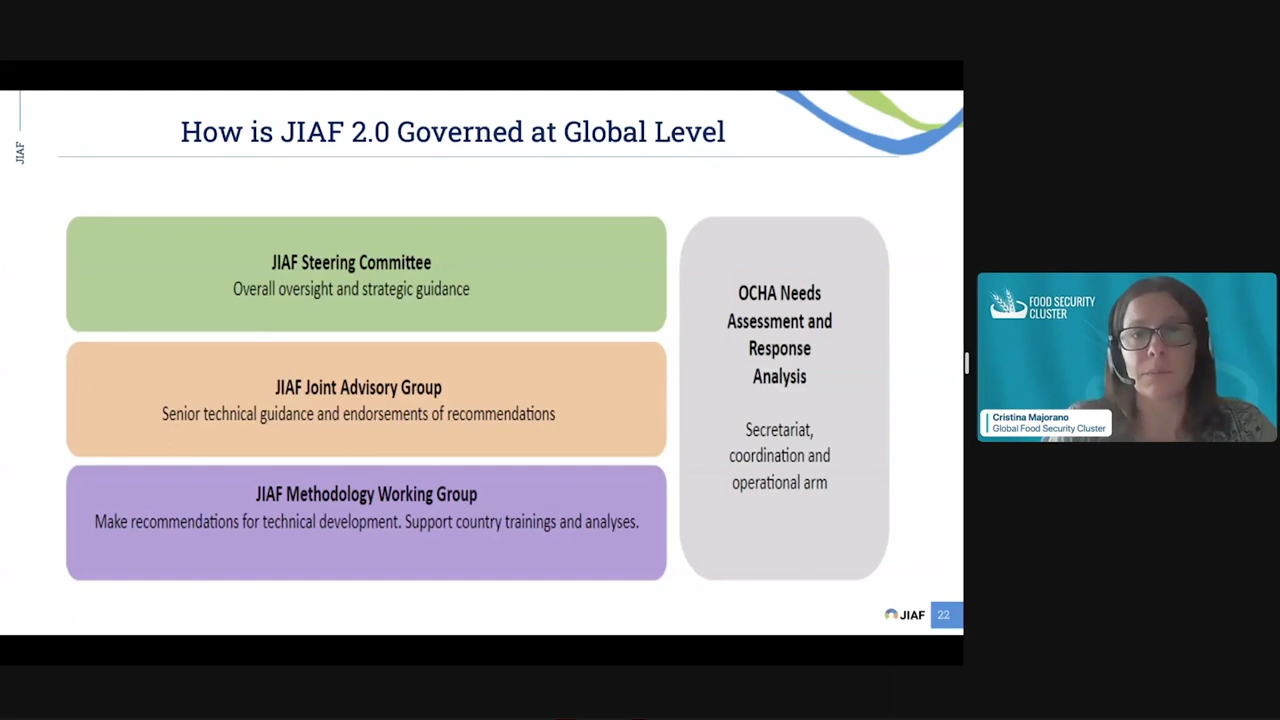 JIAF
How is JIAF 2.0 Governed at Global Level
JIAF Steering Committee
Overall oversight and strategic guidance
JIAF Joint Advisory Group
Senior technical guidance and endorsements of recommendations
JIAF Methodology Working Group
Make recommendations for technical development. Support country trainings and analyses.
OCHA Needs
Assessment and
Response
Analysis
Secretariat,
coordination and
operational arm
JIAF 22
FOOD SECURITY
CLUSTER
Cristina Majorano
Global Food Security Cluster